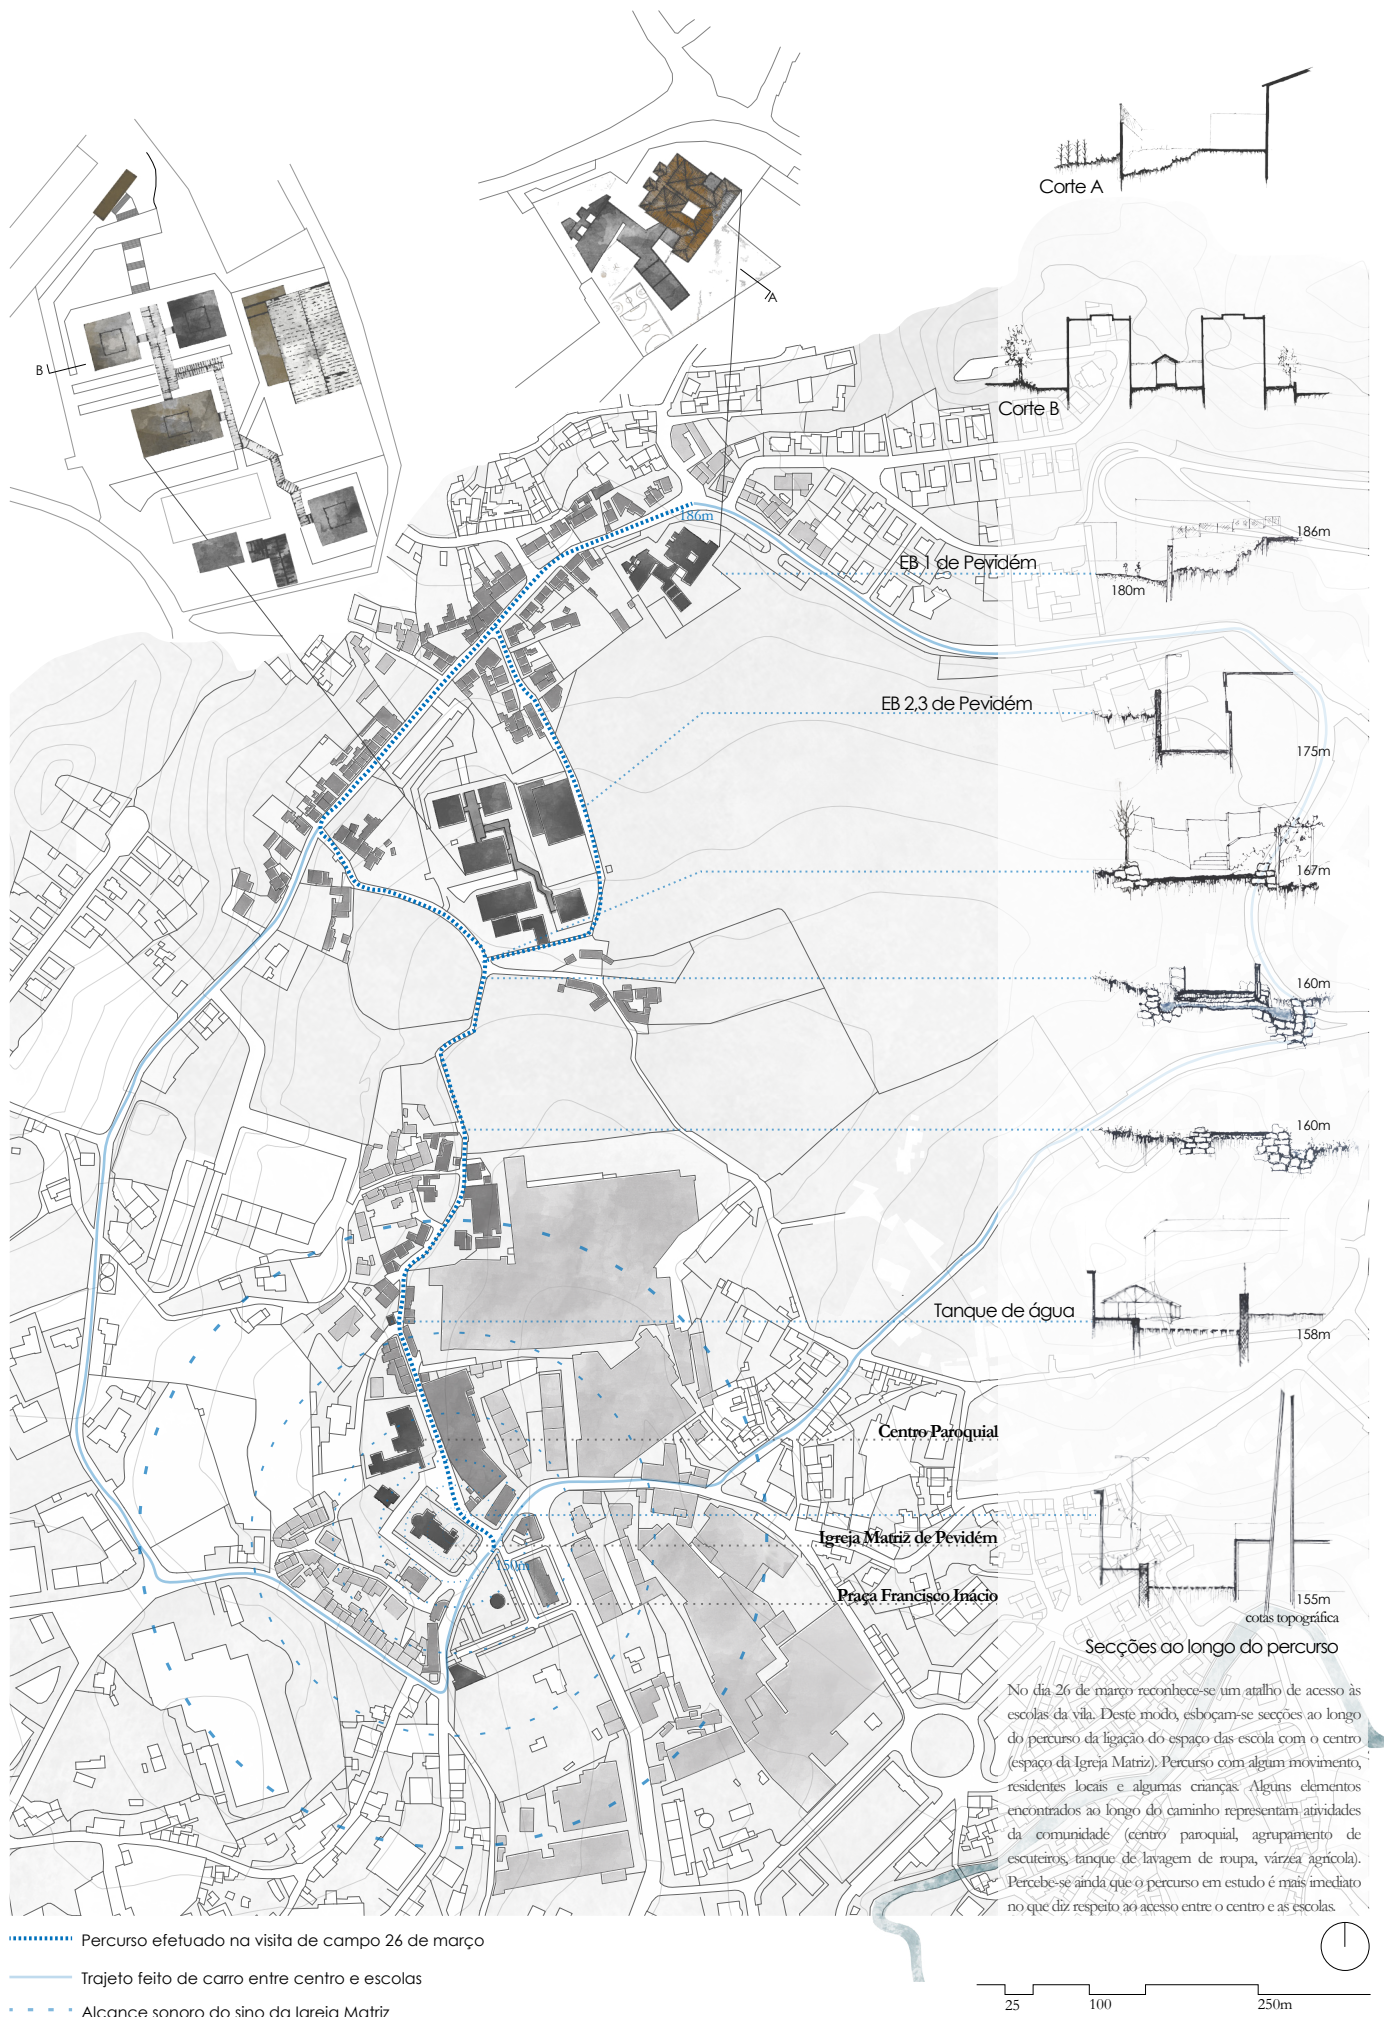 Corte A
A
B
Corte B
186m
186m
EB 1 de Pevidém
180m
EB 2,3 de Pevidém
175m
167m
160m
160m
Tanque de água
158m
Centro Paroquial
Igreja Matriz de Pevidém
150m
Praça Francisco Inácio
155m
cotas topográfica
Secções ao longo do percurso
No dia 26 de março reconhece-se um atalho de acesso às
escolas da vila. Deste modo, esboçam-se secções ao longo
do percurso da ligação do espaço das escola com o centro
(espaço da Igreja Matriz). Percurso com algum movimento,
residentes locais e algumas crianças. Alguns elementos
encontrados ao longo do caminho representam atividades
da comunidade (centro paroquial, agrupamento de
escuteiros, tanque de lavagem de roupa, várzea agrícola).
Percebe-se ainda que o percurso em estudo é mais imediato
no que diz respeito ao acesso entre o centro e as escolas.
Percurso efetuado na visita de campo 26 de março
Trajeto feito de carro entre centro e escolas
Alcance sonoro do sino da Igreja Matriz
25 100 250m